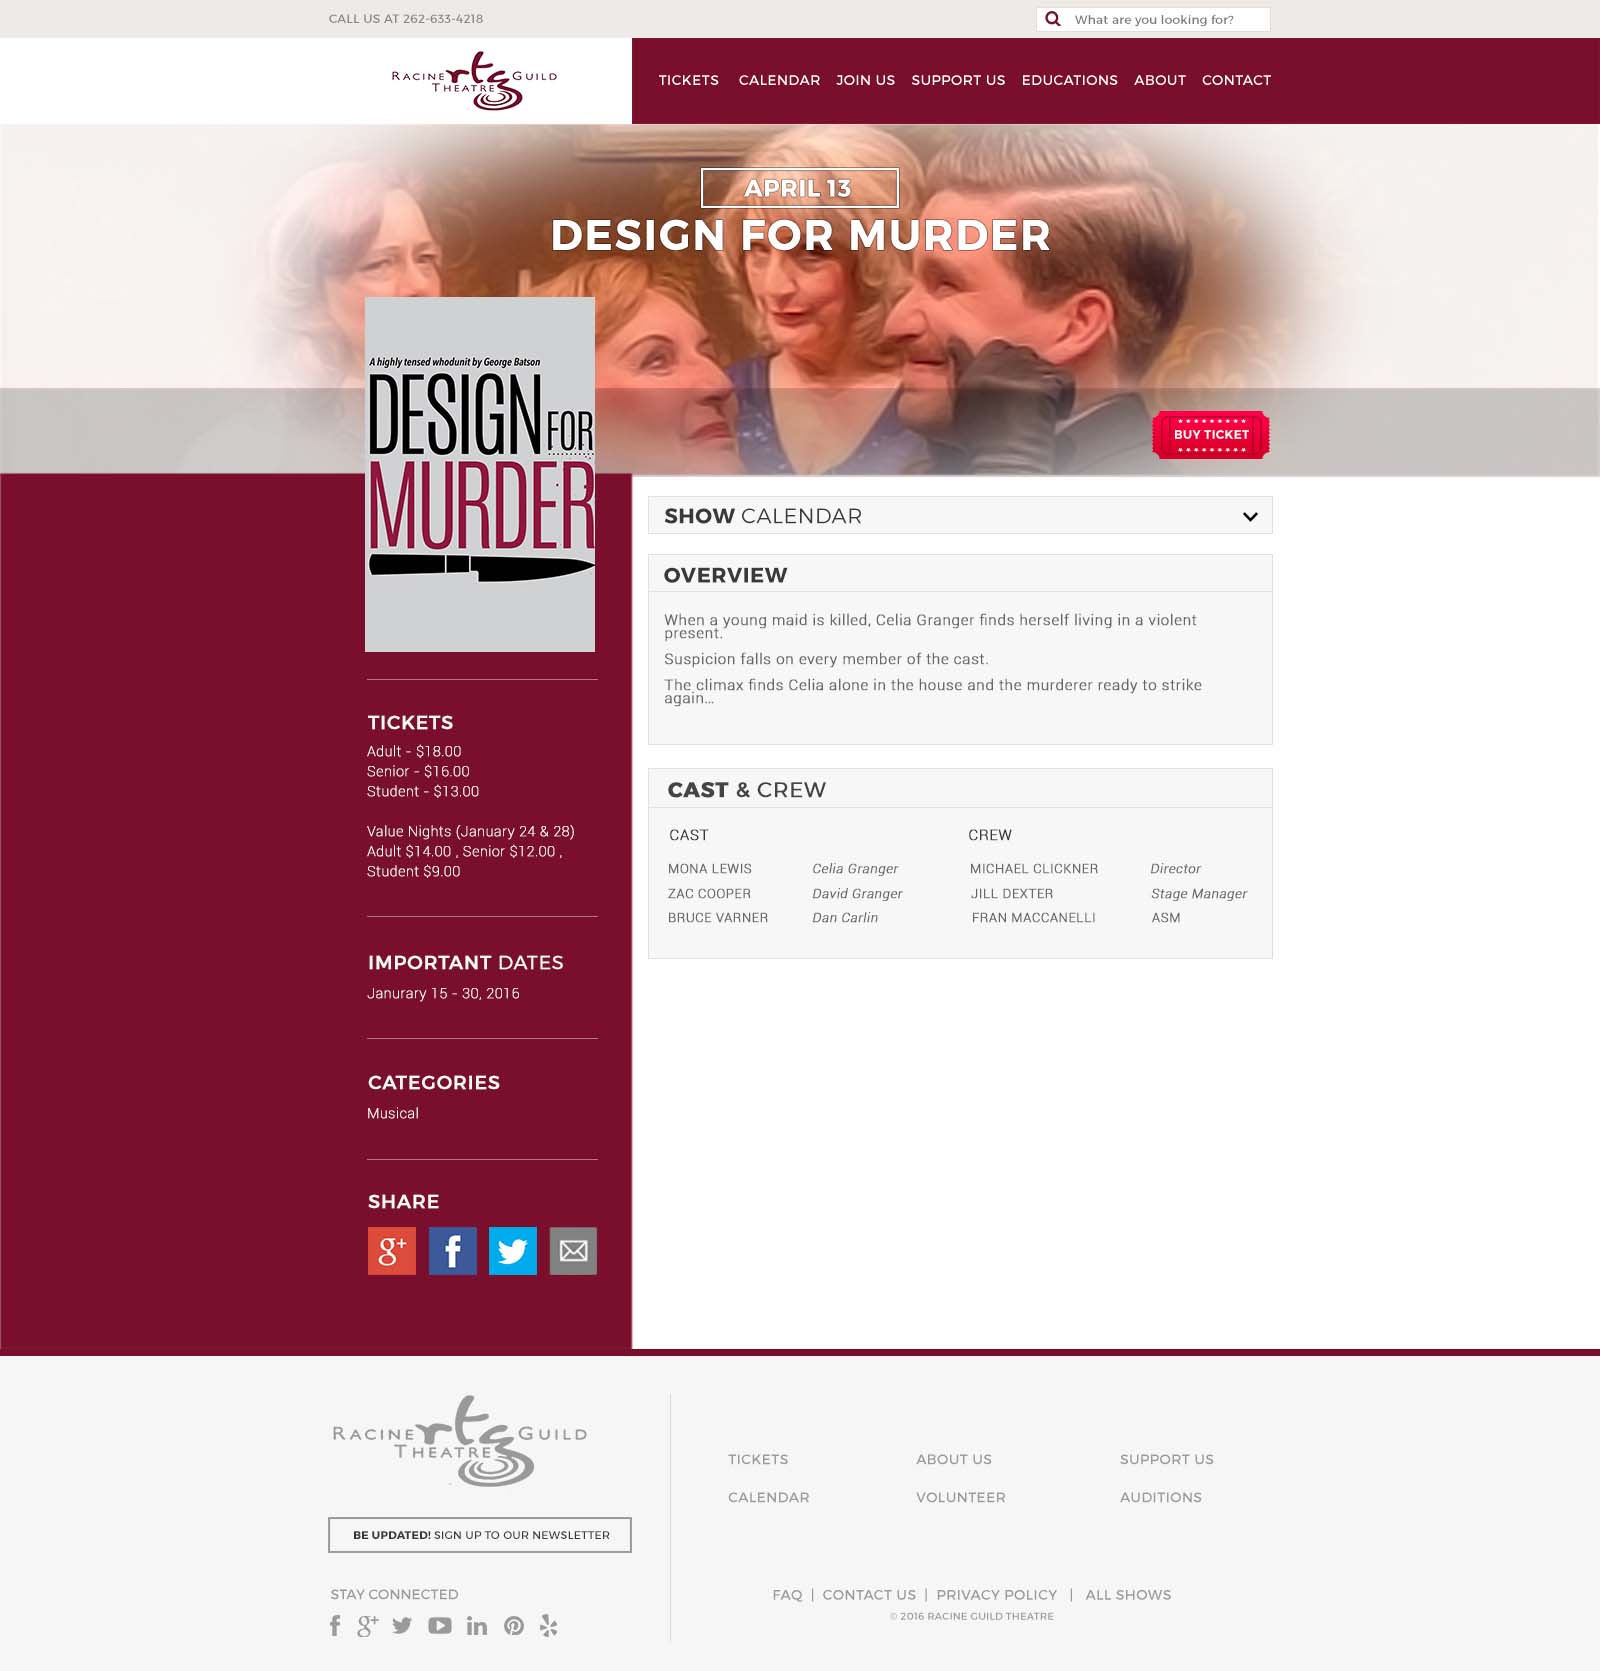 CALL US AT 262-633-4218
What are you looking for?
RACINE rtg GUILD
THEATRE
TICKETS CALENDAR JOIN US SUPPORT US EDUCATIONS ABOUT CONTACT
APRIL 13
DESIGN FOR MURDER
A highly tensed whodunit by George Batson
DESIGN FOR
MURDER
BUY TICKET
SHOW CALENDAR
OVERVIEW
When a young maid is killed, Celia Granger finds herself living in a violent
present.
Suspicion falls on every member of the cast.
The climax finds Celia alone in the house and the murderer ready to strike
again...
TICKETS
Adult - $18.00
Senior - $16.00
Student - $13.00
Value Nights (January 24 & 28)
Adult $14.00 , Senior $12.00 ,
Student $9.00
CAST & CREW
CAST CREW
MONA LEWIS Celia Granger MICHAEL CLICKNER Director
ZAC COOPER David Granger JILL DEXTER Stage Manager
BRUCE VARNER Dan Carlin FRAN MACCANELLI ASM
IMPORTANT DATES
Janurary 15 - 30, 2016
CATEGORIES
Musical
SHARE
RACINE rtg GUILD
THEATRE
TICKETS ABOUT US SUPPORT US
CALENDAR VOLUNTEER AUDITIONS
BE UPDATED! SIGN UP TO OUR NEWSLETTER
STAY CONNECTED
FAQ | CONTACT US | PRIVACY POLICY | ALL SHOWS
© 2016 RACINE GUILD THEATRE